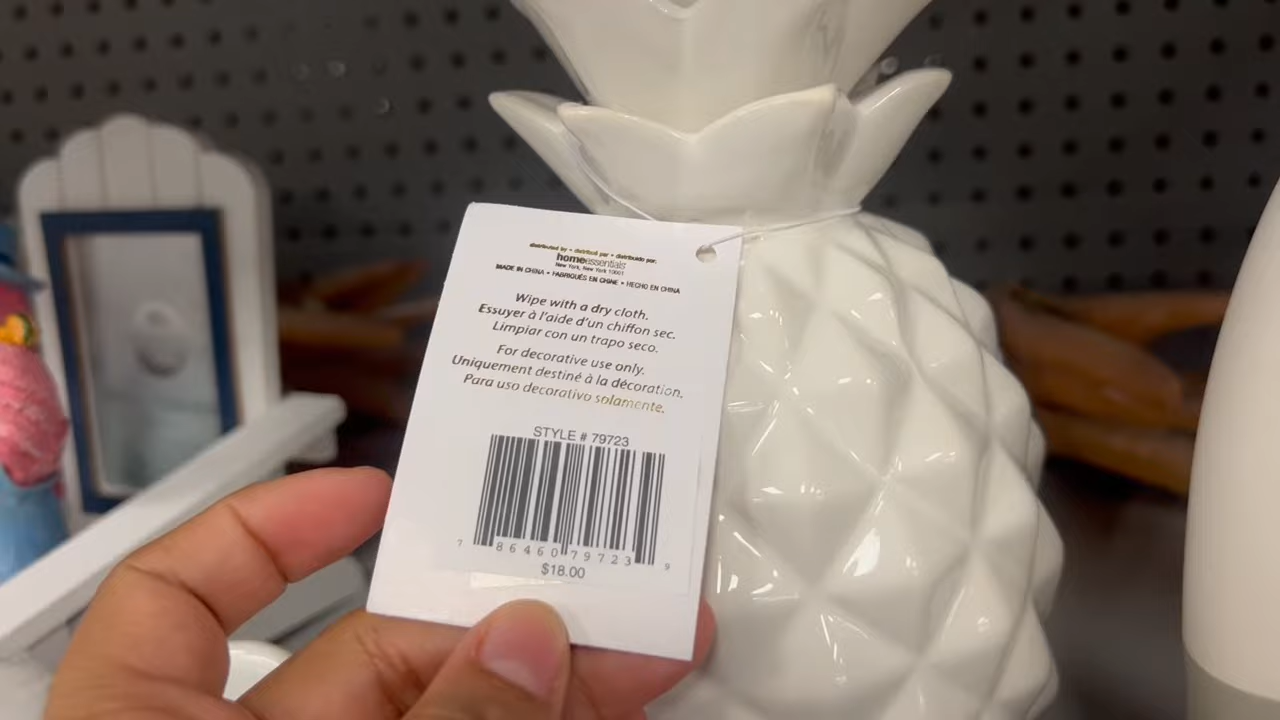 distributed by • distribué par • distribuido por:
homeessentials
New York, New York 10001
MADE IN CHINA • FABRIQUÉS EN CHINE • HECHO EN CHINA
Wipe with a dry cloth.
Essuyer à l'aide d'un chiffon sec.
Limpiar con un trapo seco.
For decorative use only.
Uniquement destiné à la décoration.
Para uso decorativo solamente.
STYLE # 79723
7 86460 79723 9
$18.00